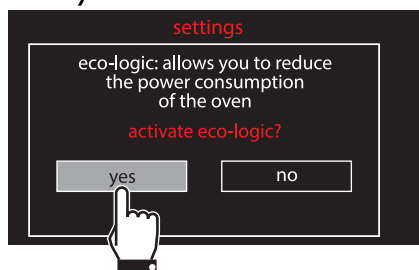 settings
eco-logic: allows you to reduce
the power consumption
of the oven
activate eco-logic?
yes
no